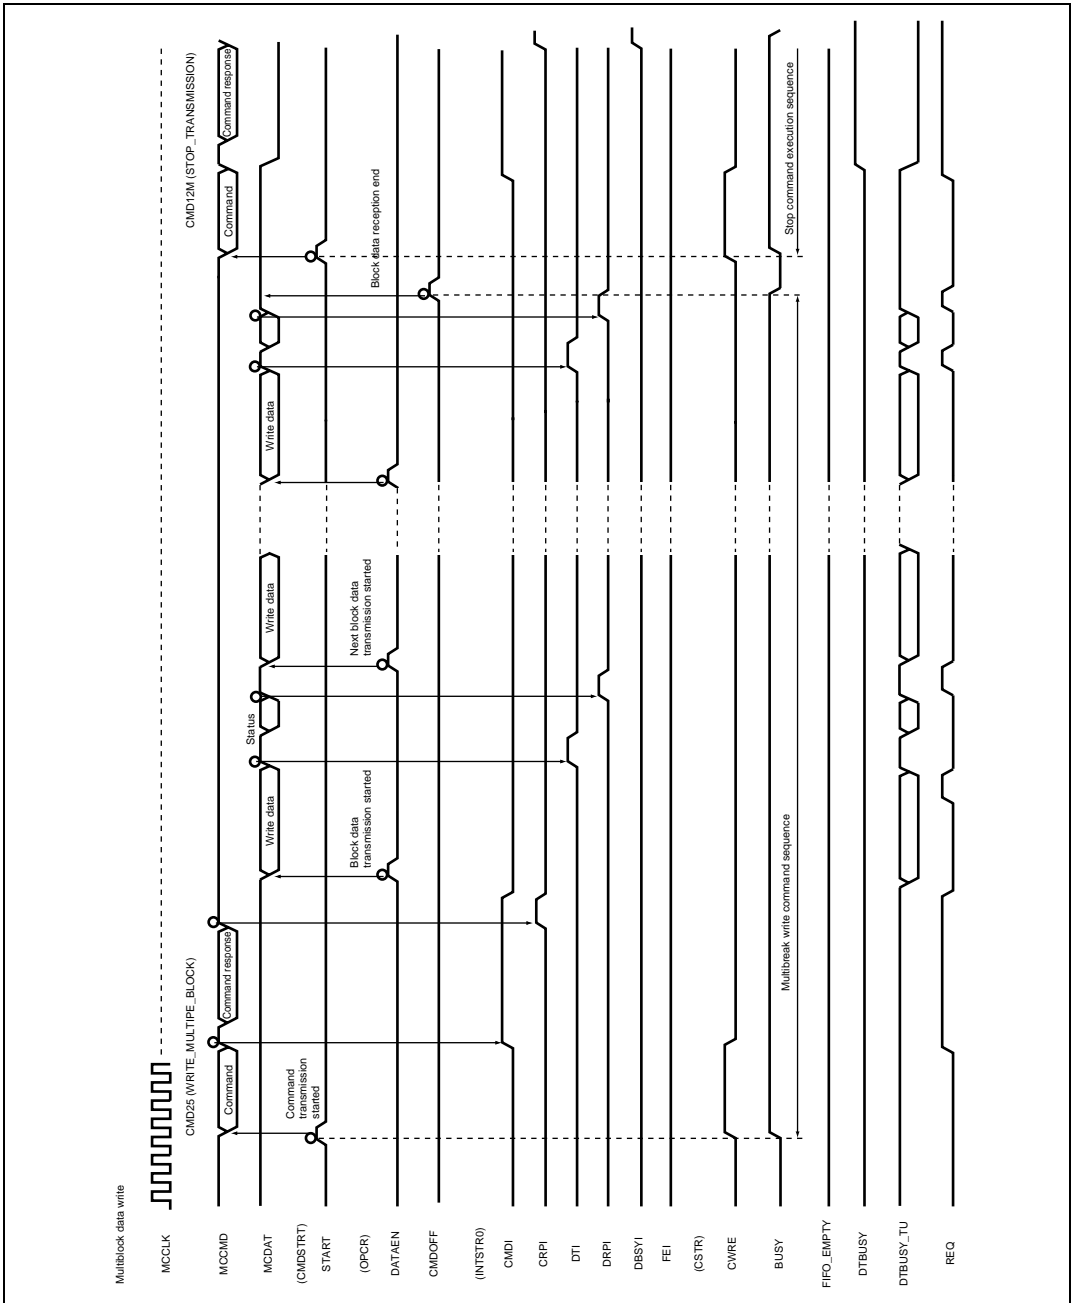 Multiblock data write
MCCLK
CMD25 (WRITE_MULTIPE_BLOCK)
CMD12M (STOP_TRANSMISSION)
MCCMD
Command
Command response
Command
Command response
MCDAT
Write data
Status
Write data
Write data
(CMDSTRT)
START
Command
transmission
started
(OPCR)
DATAEN
Block data
transmission started
Next block data
transmission started
Block data reception end
CMDOFF
(INTSTR0)
CMDI
CRPI
DTI
DRPI
DBSYI
FEI
(CSTR)
CWRE
BUSY
Multibreak write command sequence
Stop command execution sequence
FIFO_EMPTY
DTBUSY
DTBUSY_TU
REQ